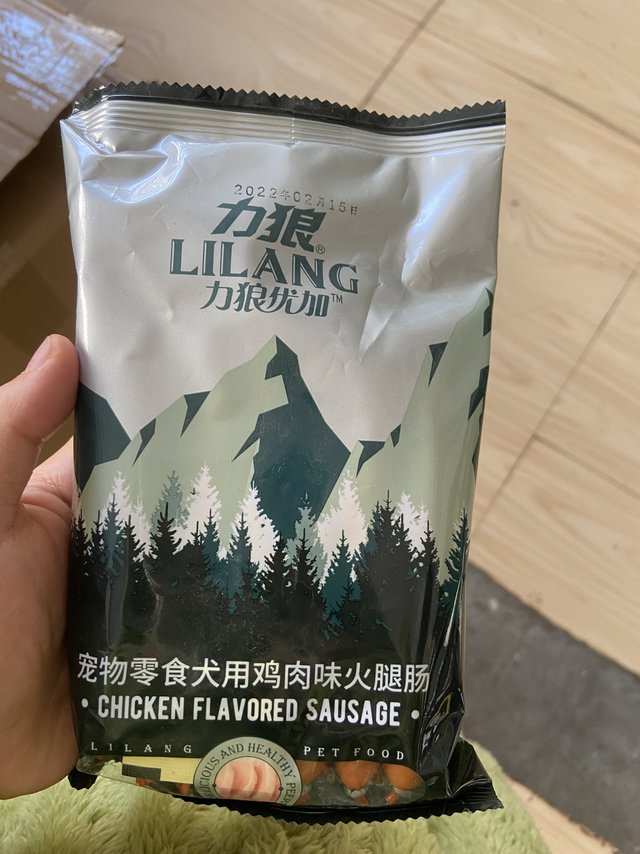 2022年02月15日
力狼®
LILANG
力狼优加™
宠物零食犬用鸡肉味火腿肠
• CHICKEN FLAVORED SAUSAGE •
LILANG PET FOOD
AND HEALTHY